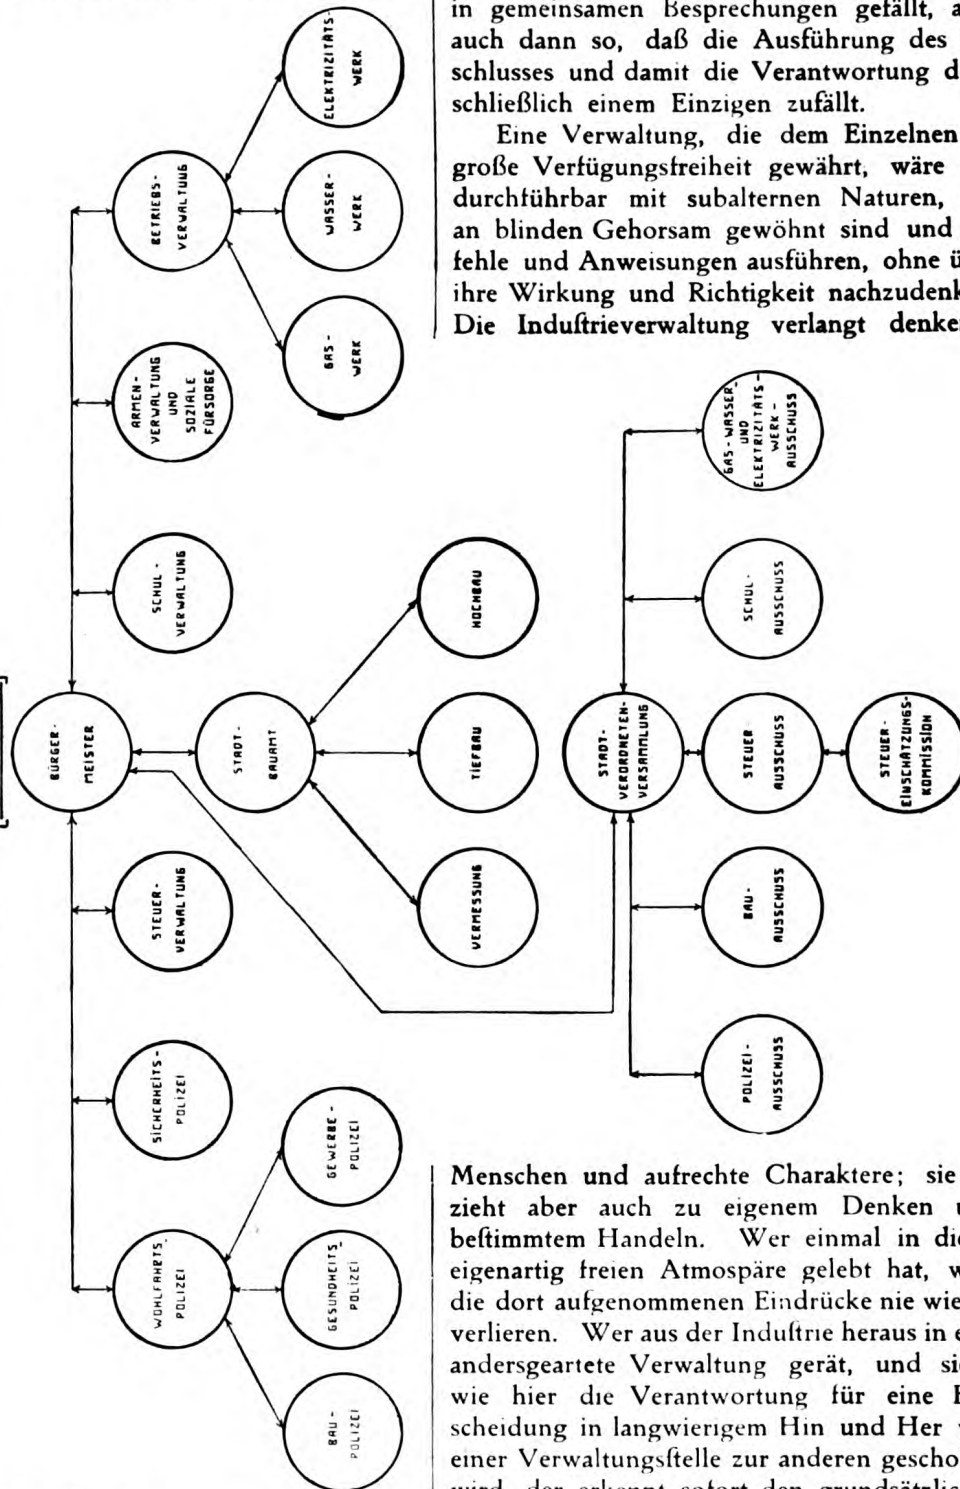 in gemeinsamen Besprechungen gefällt, a
auch dann so, daß die Ausführung des
schlusses und damit die Verantwortung d
schließlich einem Einzigen zufällt.
Eine Verwaltung, die dem Einzelnen
große Verfügungsfreiheit gewährt, wäre
durchführbar mit subalternen Naturen,
an blinden Gehorsam gewöhnt sind und
fehle und Anweisungen ausführen, ohne ü
ihre Wirkung und Richtigkeit nachzudenk
Die Induſtrieverwaltung verlangt denke
ELEKTRIZITÄTS-
WERK
BETRIEBS-
VERWALTUNG
WASSER-
WERK
GAS-
WERK
ARMEN-
VERWALTUNG
UND
SOZIALE
FÜRSORGE
SCHUL-
VERWALTUNG
BÜRGER-
MEISTER
STADT-
BAUAMT
HOCHBAU
TIEFBAU
VERMESSUNG
STEUER-
VERWALTUNG
SICHERHEITS-
POLIZEI
WOHLFAHRTS-
POLIZEI
GEWERBE-
POLIZEI
GESUNDHEITS-
POLIZEI
BAU-
POLIZEI
GAS-WASSER-
UND
ELEKTRIZITÄTS-
WERK-
AUSSCHUSS
SCHUL-
AUSSCHUSS
STADT-
VERORDNETEN-
VERSAMMLUNG
STEUER
AUSSCHUSS
STEUER-
EINSCHÄTZUNGS-
KOMMISSION
BAU-
AUSSCHUSS
POLIZEI-
AUSSCHUSS
Menschen und aufrechte Charaktere; sie
zieht aber auch zu eigenem Denken u
beſtimmtem Handeln. Wer einmal in die
eigenartig freien Atmospäre gelebt hat, w
die dort aufgenommenen Eindrücke nie wie
verlieren. Wer aus der Induſtrie heraus in e
andersgeartete Verwaltung gerät, und si
wie hier die Verantwortung für eine E
scheidung in langwierigem Hin und Her v
einer Verwaltungsſtelle zur anderen gescho
wird, der erkennt sofort den grundsätzli